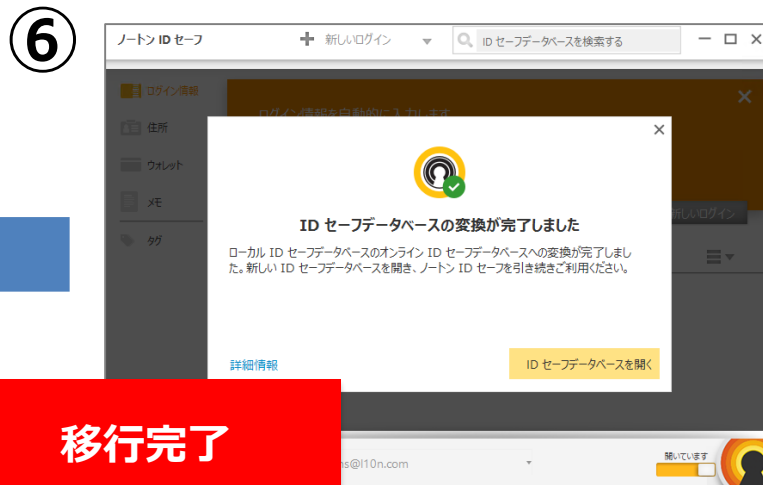 ⑥
ノートン ID セーフ
新しいログイン
ID セーフデータベースを検索する
ログイン情報
ログイン情報を自動的に入力します
住所
ウォレット
メモ
タグ
新しいログイン
ID セーフデータベースの変換が完了しました
ローカル ID セーフデータベースのオンライン ID セーフデータベースへの変換が完了しまし
た。新しい ID セーフデータベースを開き、ノートン ID セーフを引き続きご利用ください。
詳細情報
ID セーフデータベースを開く
移行完了
s@l10n.com
開いています